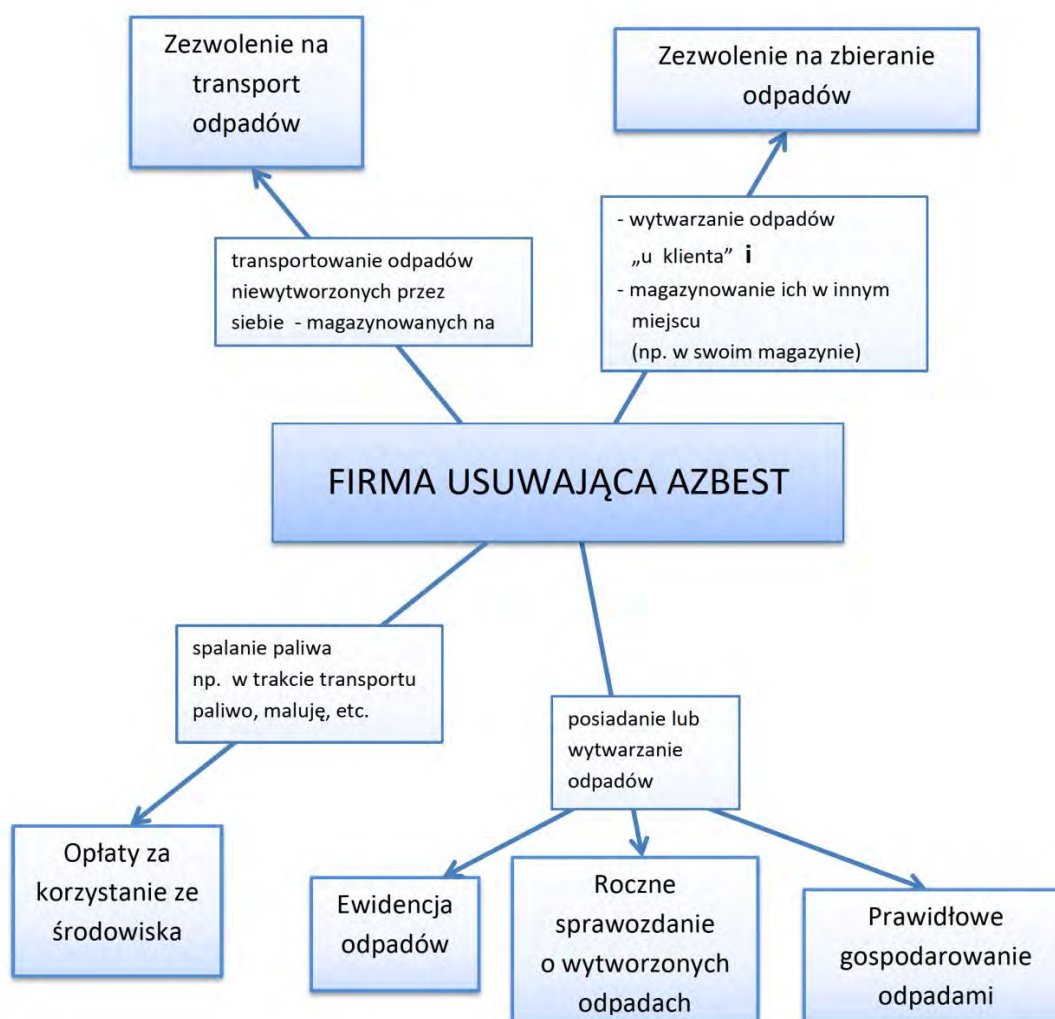 Zezwolenie na
transport
odpadów
Zezwolenie na zbieranie
odpadów
transportowanie odpadów
niewytworzonych przez
siebie - magazynowanych na
- wytwarzanie odpadów
„u klienta” i
- magazynowanie ich w innym
miejscu
(np. w swoim magazynie)
FIRMA USUWAJĄCA AZBEST
spalanie paliwa
np. w trakcie transportu
paliwo, maluję, etc.
posiadanie lub
wytwarzanie
odpadów
Opłaty za
korzystanie ze
środowiska
Ewidencja
odpadów
Roczne
sprawozdanie
o wytworzonych
odpadach
Prawidłowe
gospodarowanie
odpadami